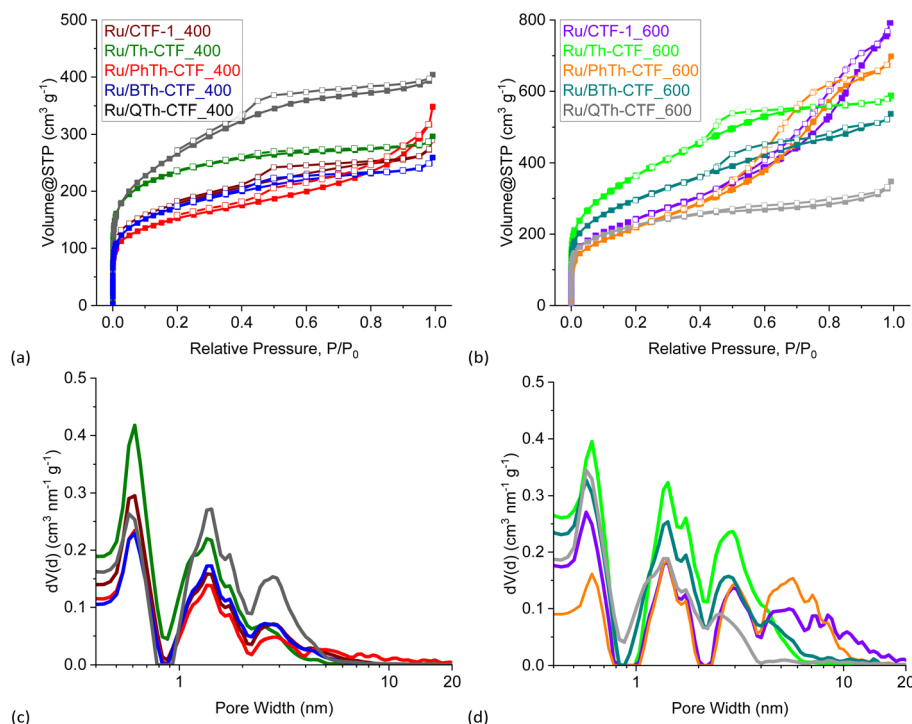 500
400
300
200
100
0
Volume@STP (cm³ g⁻¹)
Ru/CTF-1_400
Ru/Th-CTF_400
Ru/PhTh-CTF_400
Ru/BTh-CTF_400
Ru/QTh-CTF_400
0.0 0.2 0.4 0.6 0.8 1.0
Relative Pressure, P/P₀
(a)
800
600
400
200
0
Volume@STP (cm³ g⁻¹)
Ru/CTF-1_600
Ru/Th-CTF_600
Ru/PhTh-CTF_600
Ru/BTh-CTF_600
Ru/QTh-CTF_600
0.0 0.2 0.4 0.6 0.8 1.0
Relative Pressure, P/P₀
(b)
0.5
0.4
0.3
0.2
0.1
0.0
dV(d) (cm³ nm⁻¹ g⁻¹)
1 10 20
Pore Width (nm)
(c)
0.5
0.4
0.3
0.2
0.1
0.0
dV(d) (cm³ nm⁻¹ g⁻¹)
1 10 20
Pore Width (nm)
(d)